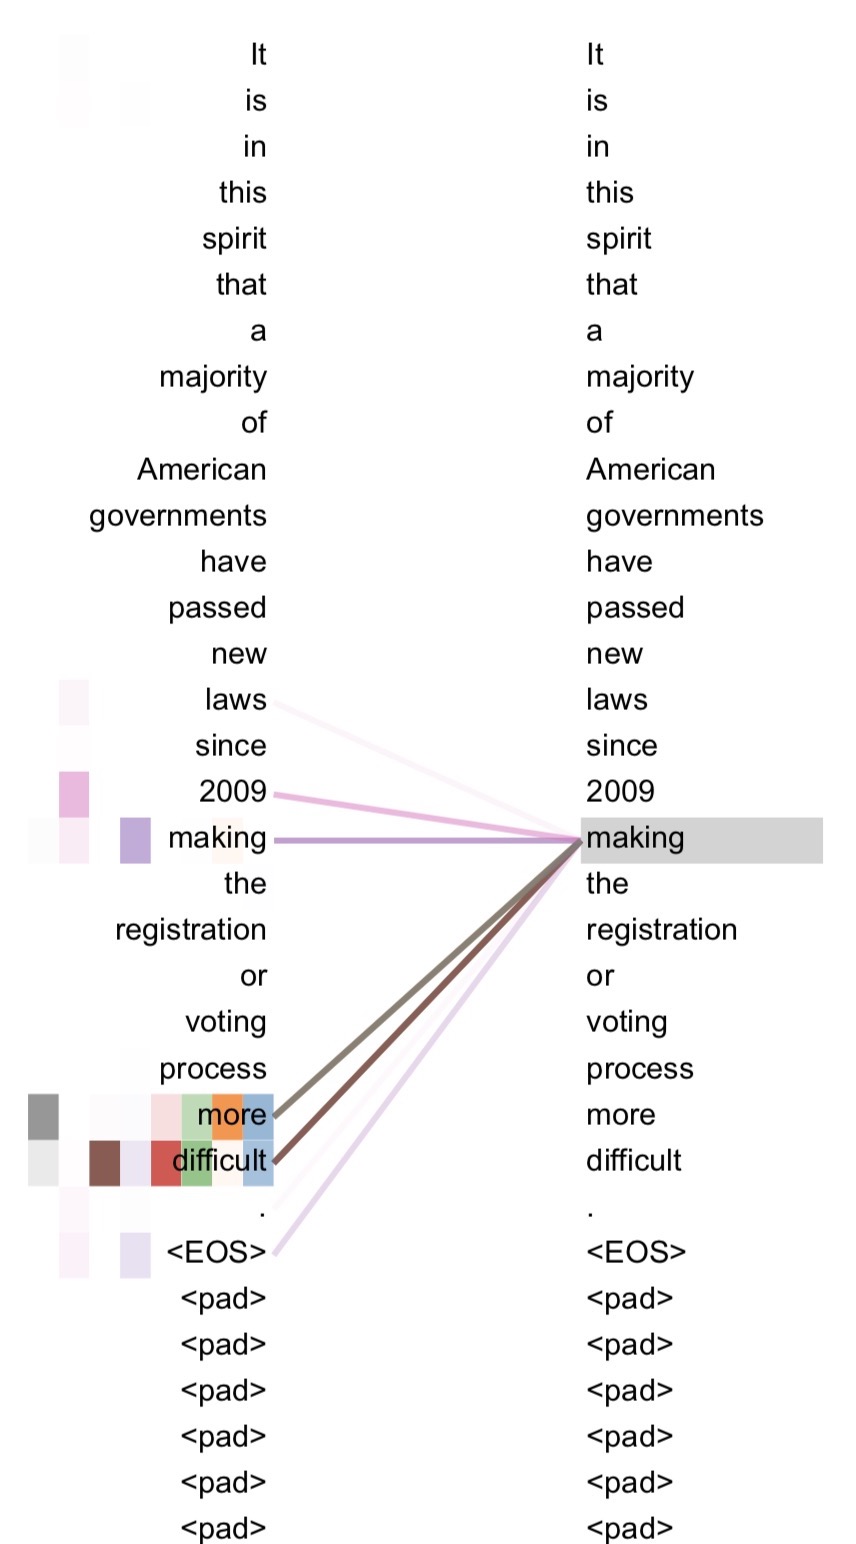 It It
is is
in in
this this
spirit spirit
that that
a a
majority majority
of of
American American
governments governments
have have
passed passed
new new
laws laws
since since
2009 2009
making making
the the
registration registration
or or
voting voting
process process
more more
difficult difficult
. .
<EOS> <EOS>
<pad> <pad>
<pad> <pad>
<pad> <pad>
<pad> <pad>
<pad> <pad>
<pad> <pad>